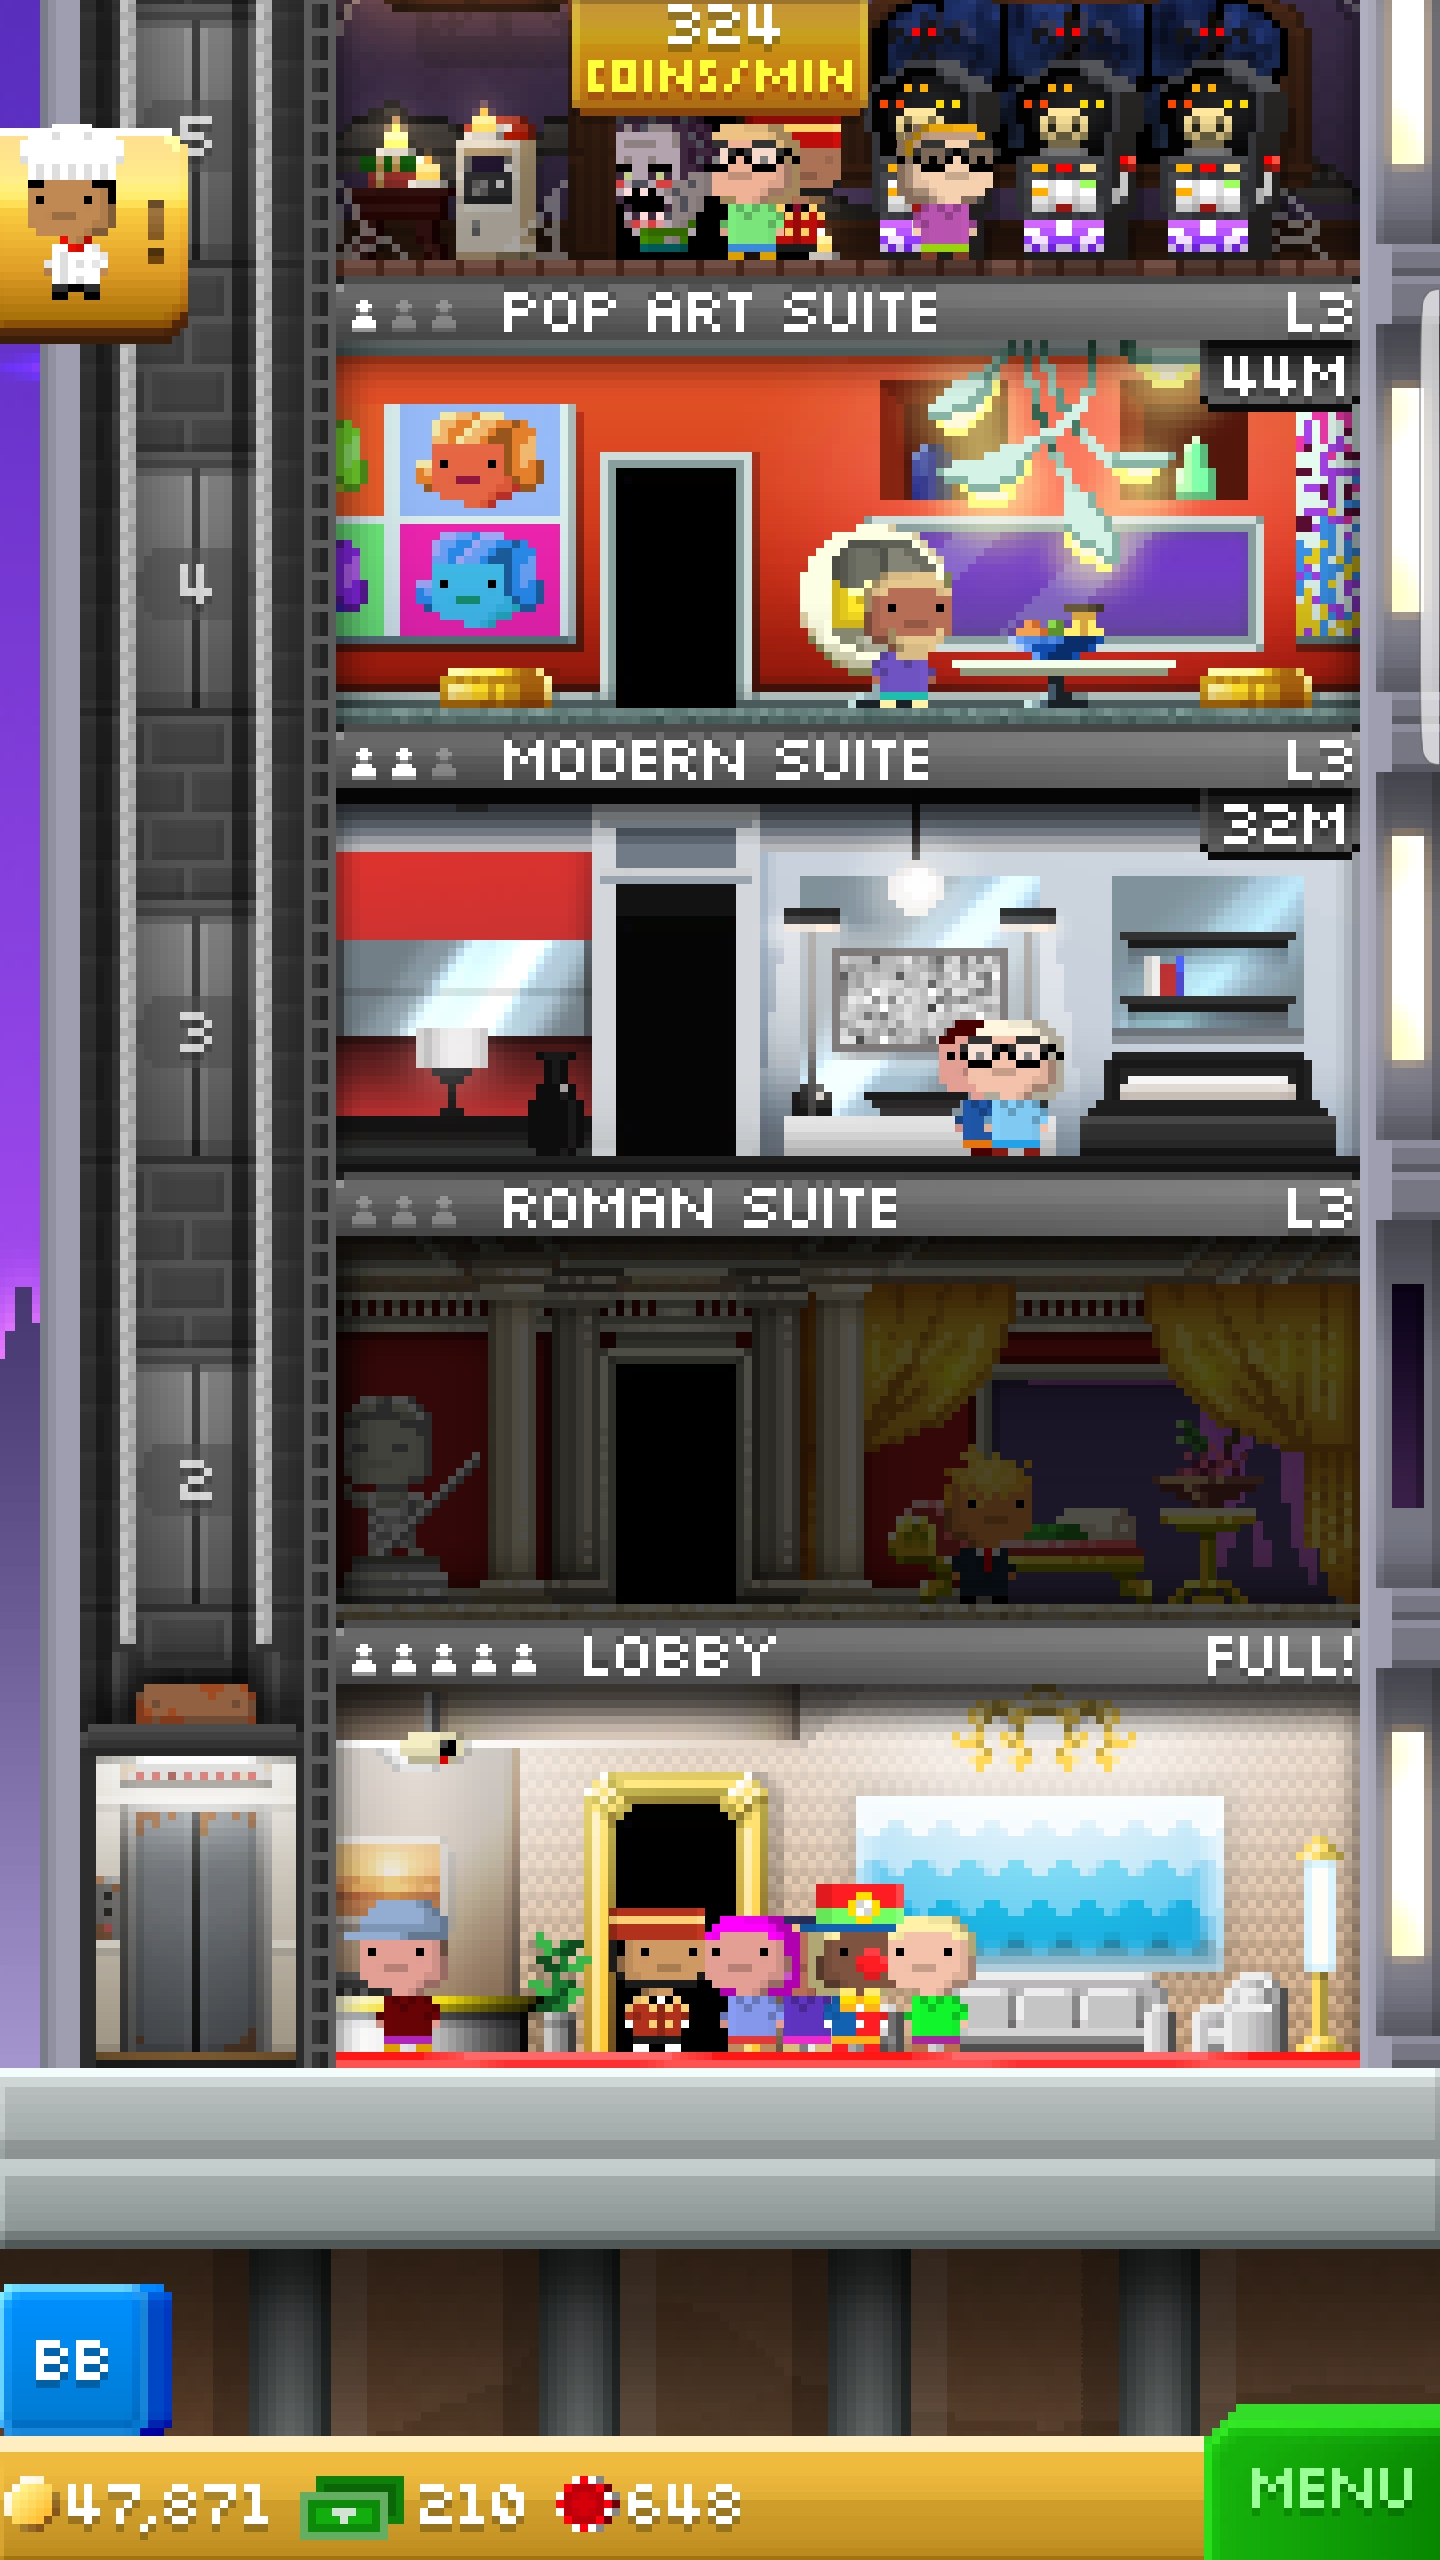 324
COINS/MIN
5
!
POP ART SUITE L3
44M
4
MODERN SUITE L3
32M
3
ROMAN SUITE L3
2
LOBBY FULL!
BB
47,871 210 648
MENU